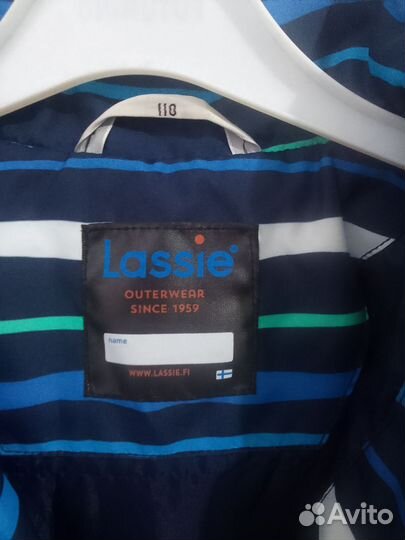 110
Lassie
OUTERWEAR
SINCE 1959
name
WWW.LASSIE.FI
Avito